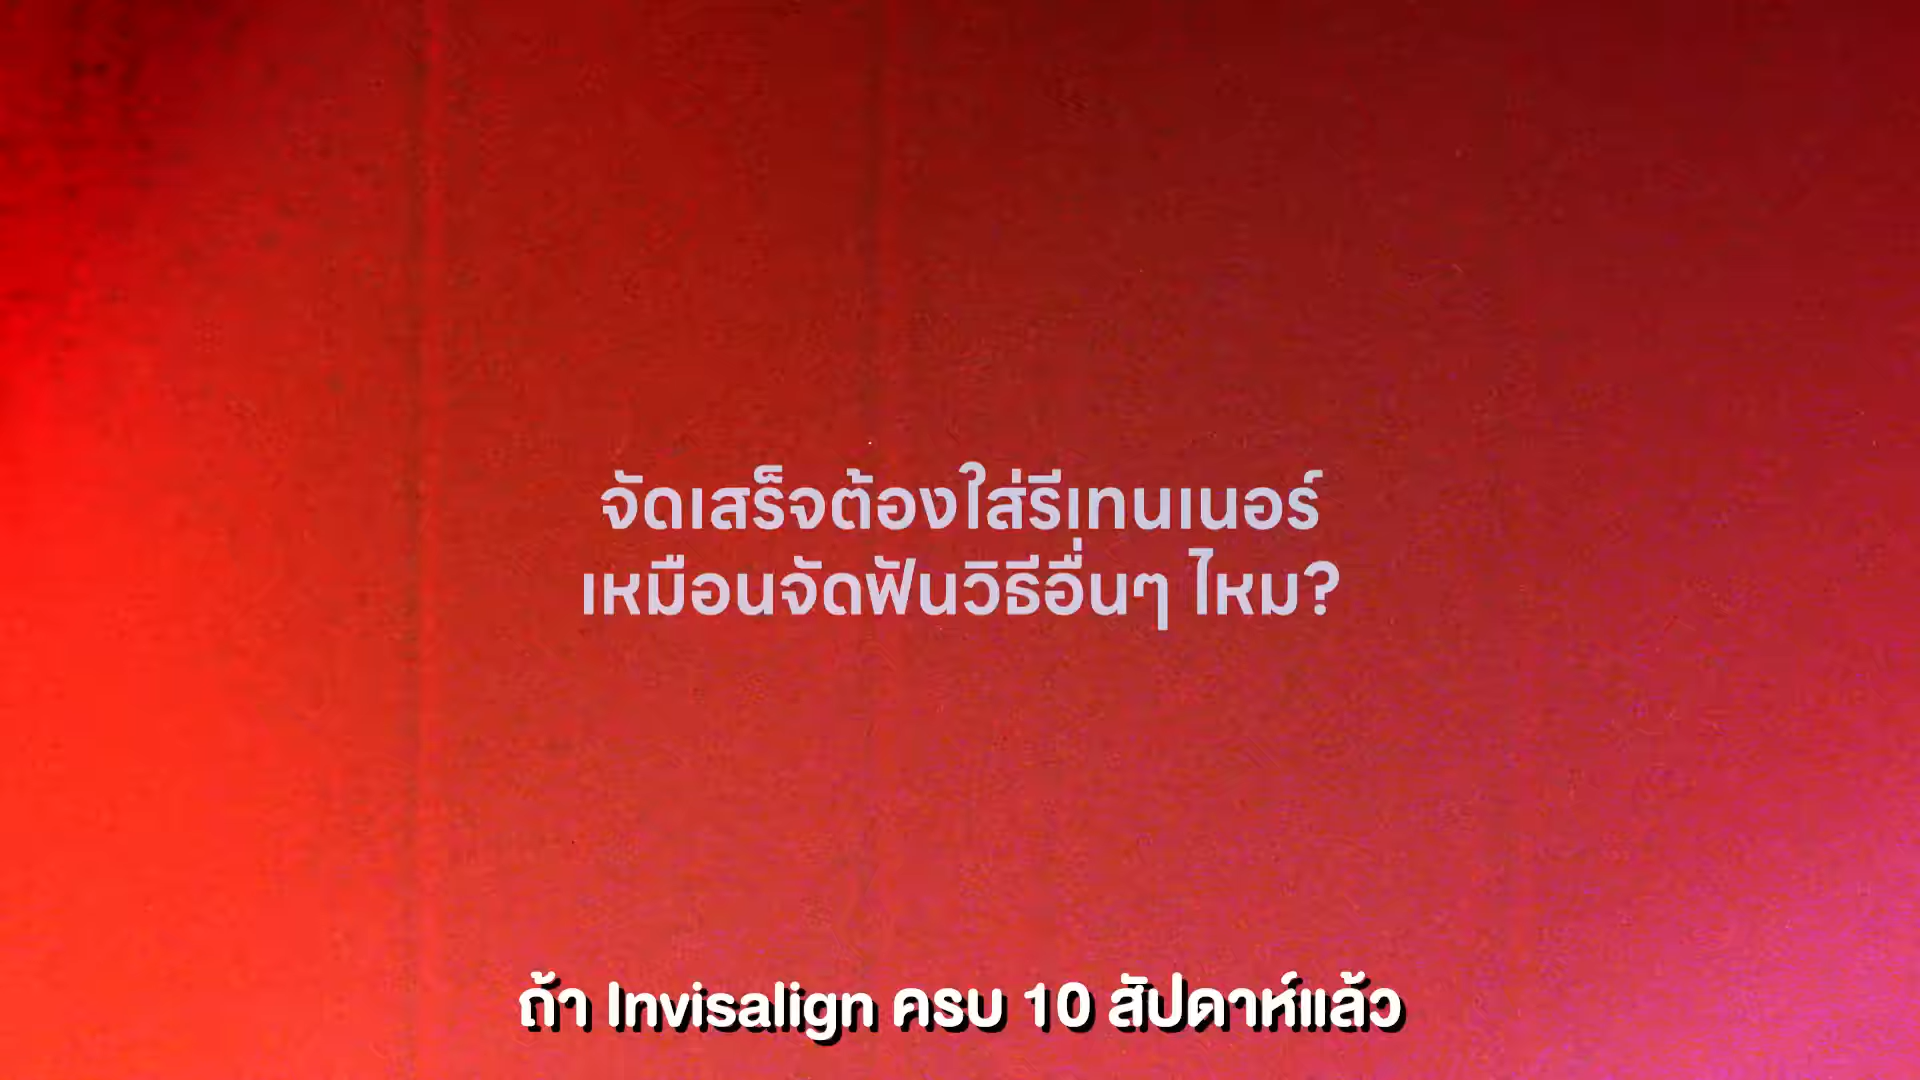 จัดเสร็จต้องใส่รีเทนเนอร์
เหมือนจัดฟันวิธีอื่นๆ ไหม?
ถ้า Invisalign ครบ 10 สัปดาห์แล้ว